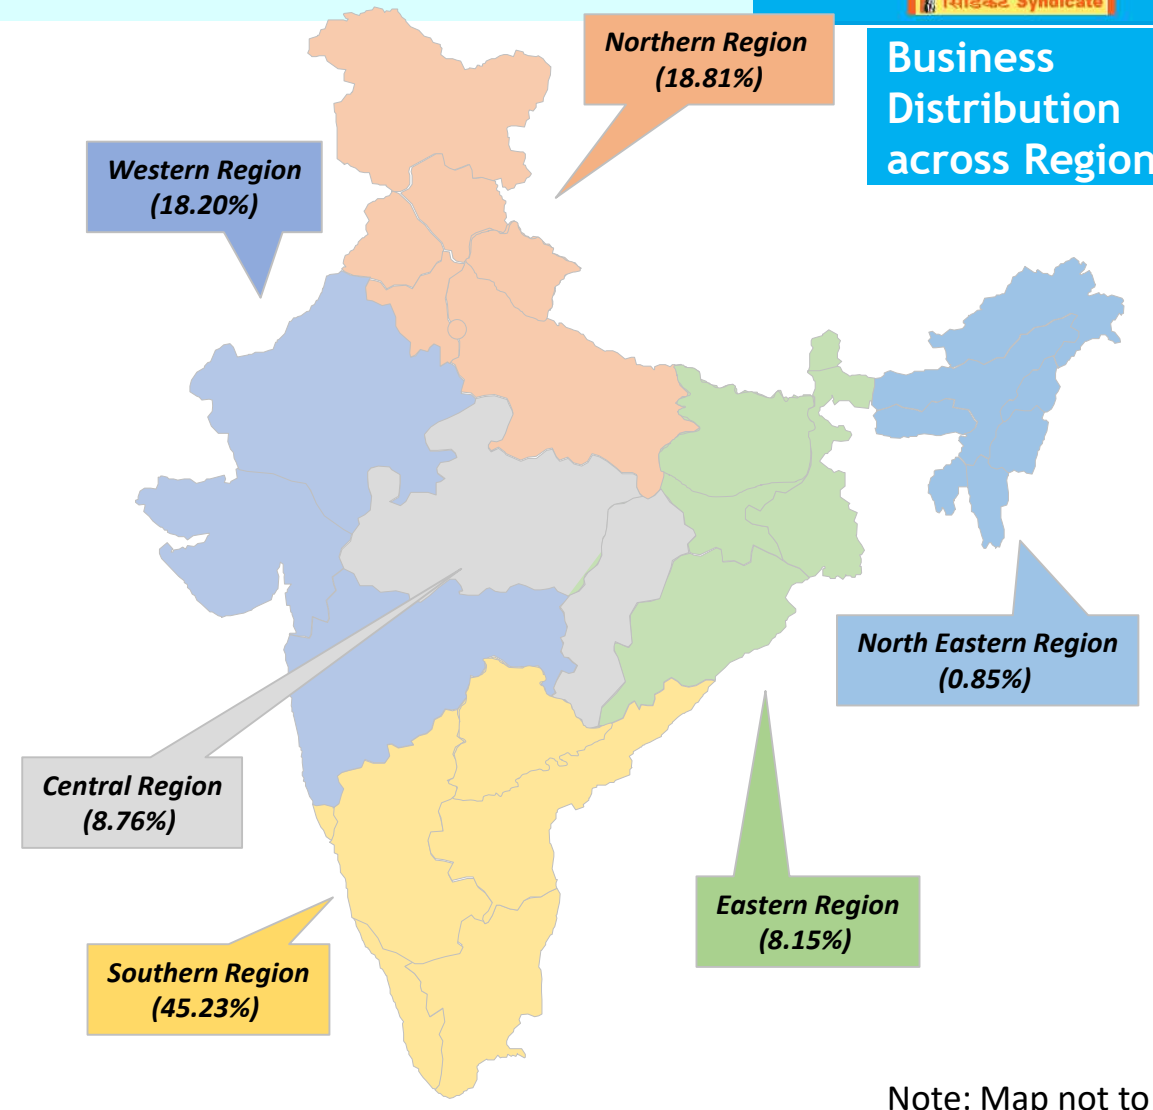 सिंडिकेट Syndicate
Business
Distribution
across Region
Northern Region
(18.81%)
Western Region
(18.20%)
North Eastern Region
(0.85%)
Central Region
(8.76%)
Eastern Region
(8.15%)
Southern Region
(45.23%)
Note: Map not to